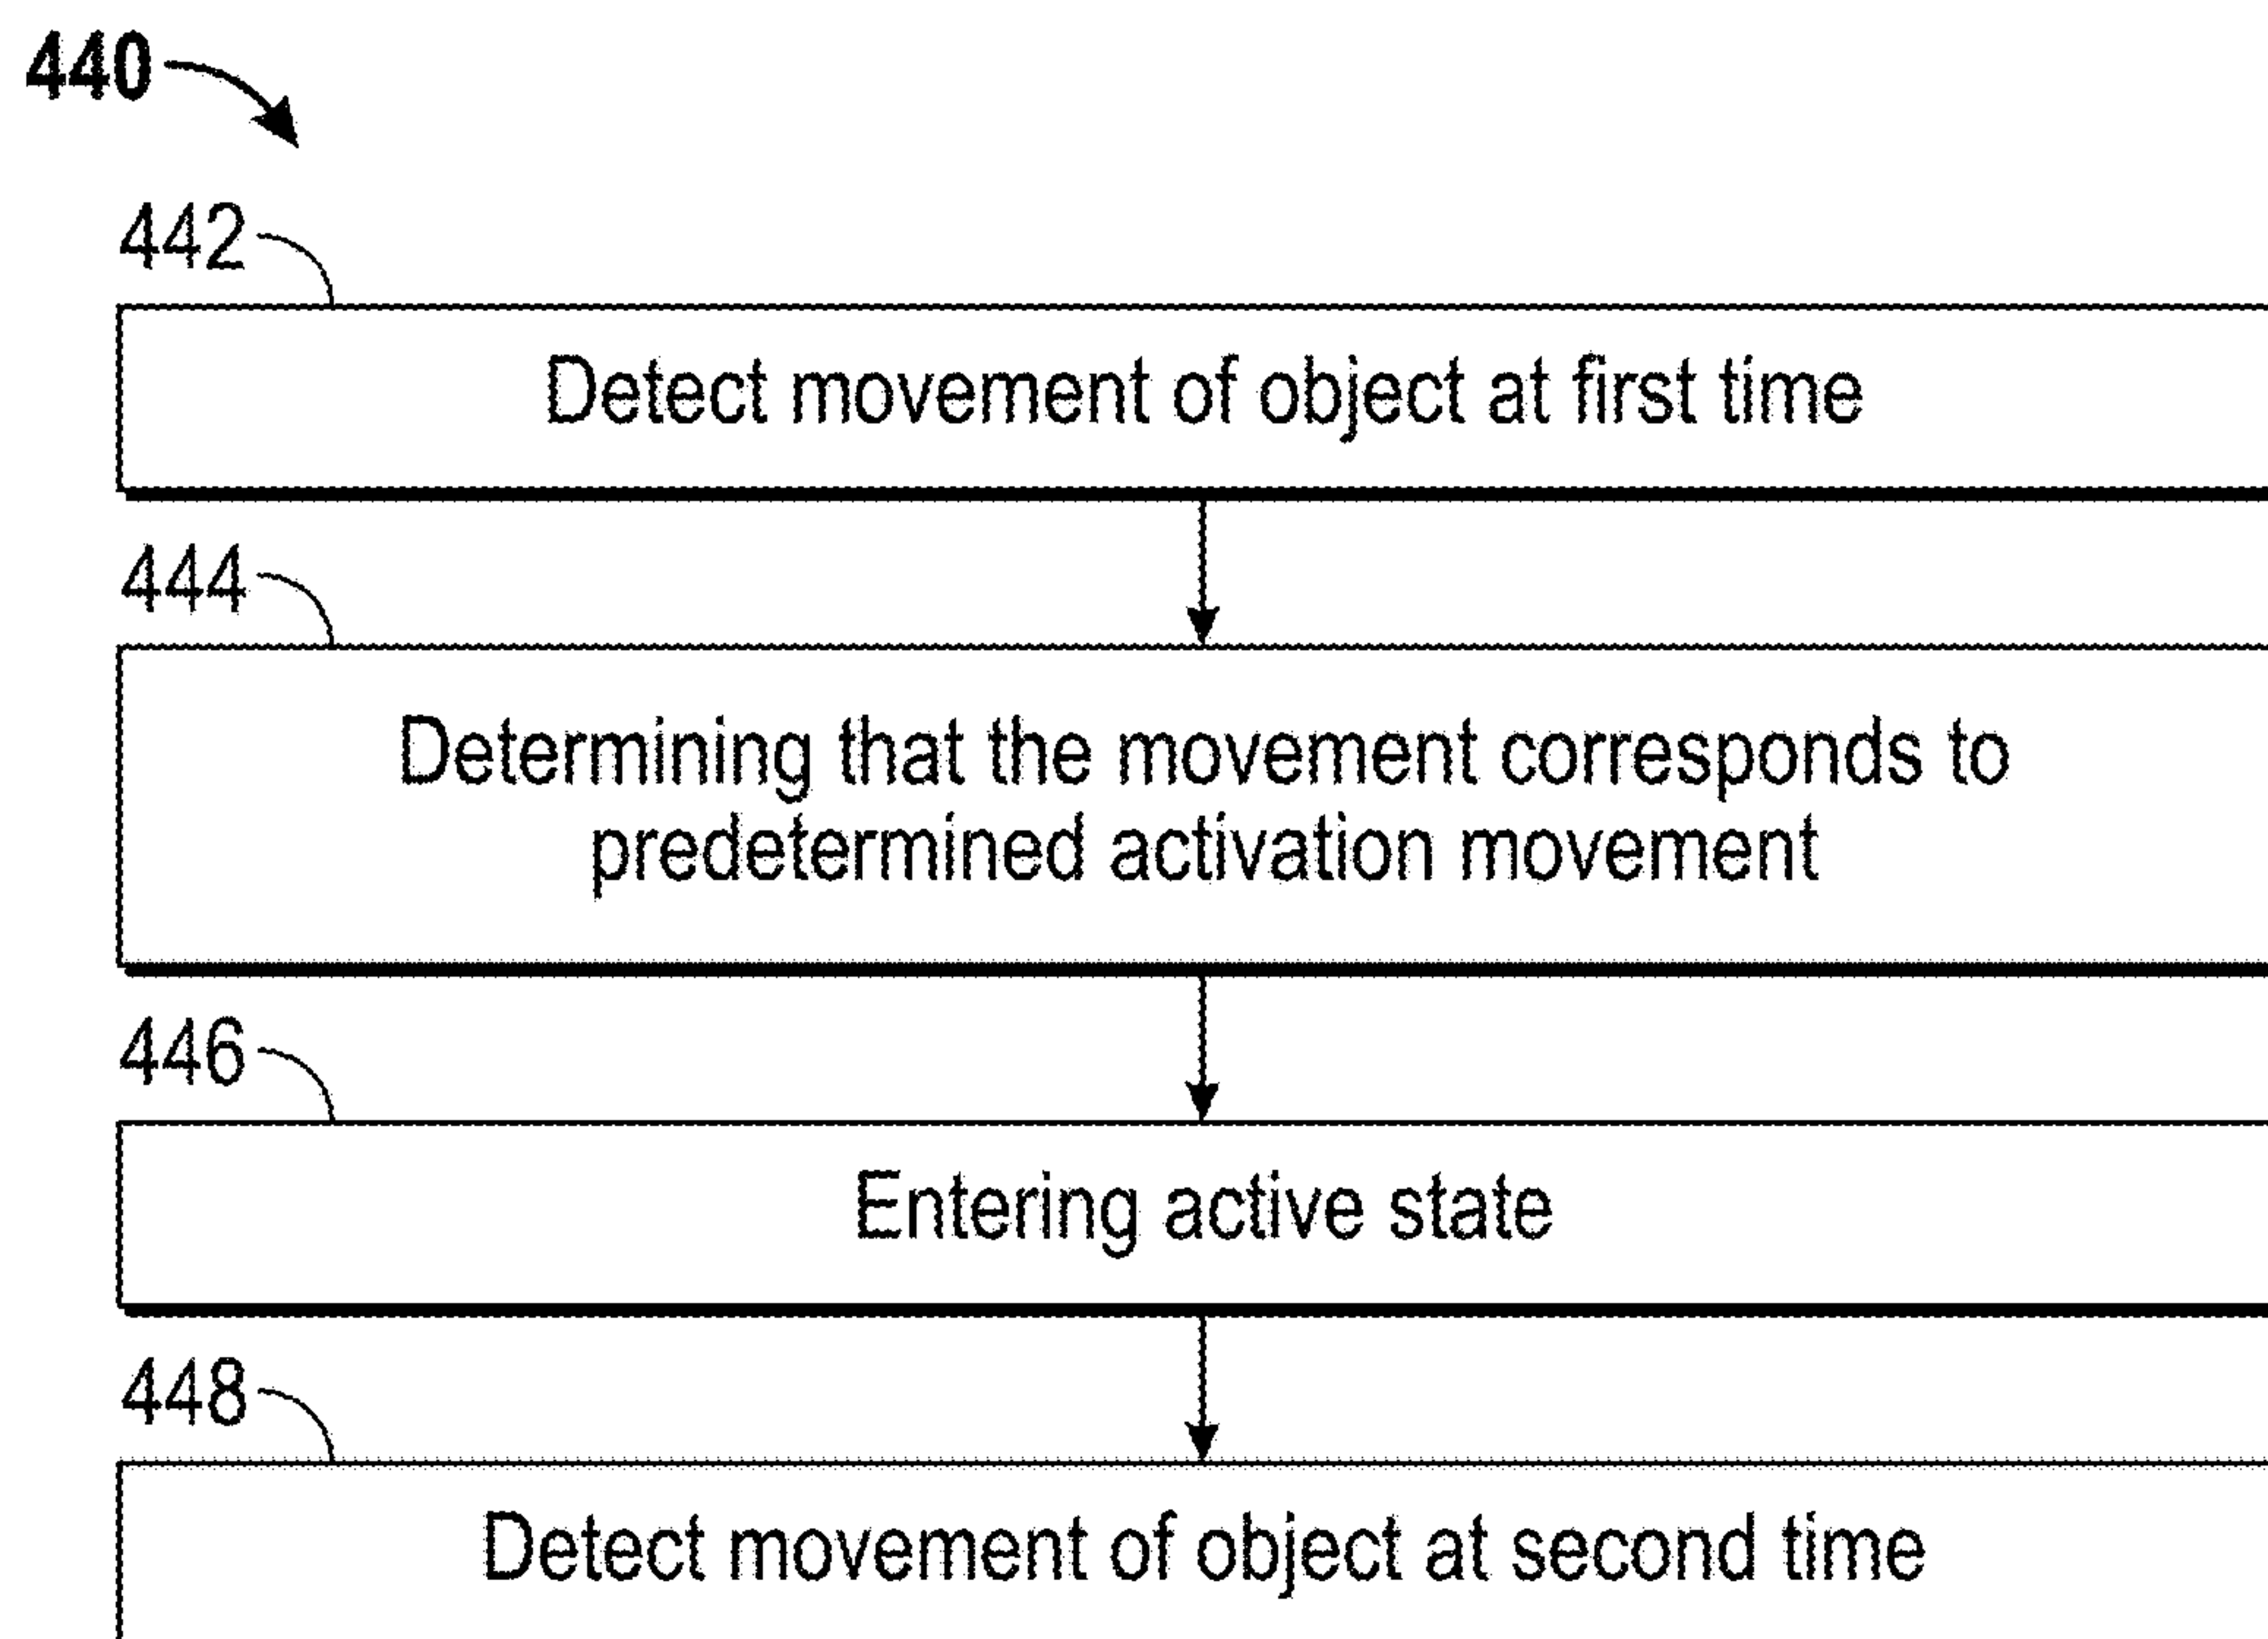 440
442
Detect movement of object at first time
444
Determining that the movement corresponds to
predetermined activation movement
446
Entering active state
448
Detect movement of object at second time